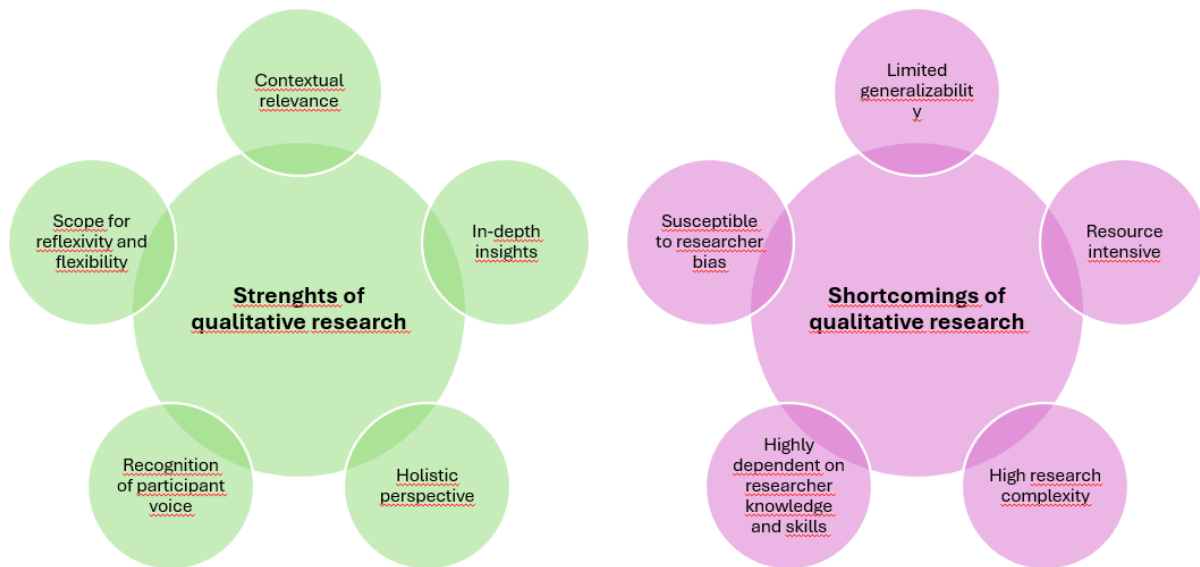 Contextual
relevance
Scope for
reflexivity and
flexibility
In-depth
insights
Strenghts of
qualitative research
Recognition
of participant
voice
Holistic
perspective
Limited
generalizabilit
y
Susceptible
to researcher
bias
Resource
intensive
Shortcomings of
qualitative research
Highly
dependent on
researcher
knowledge
and skills
High research
complexity